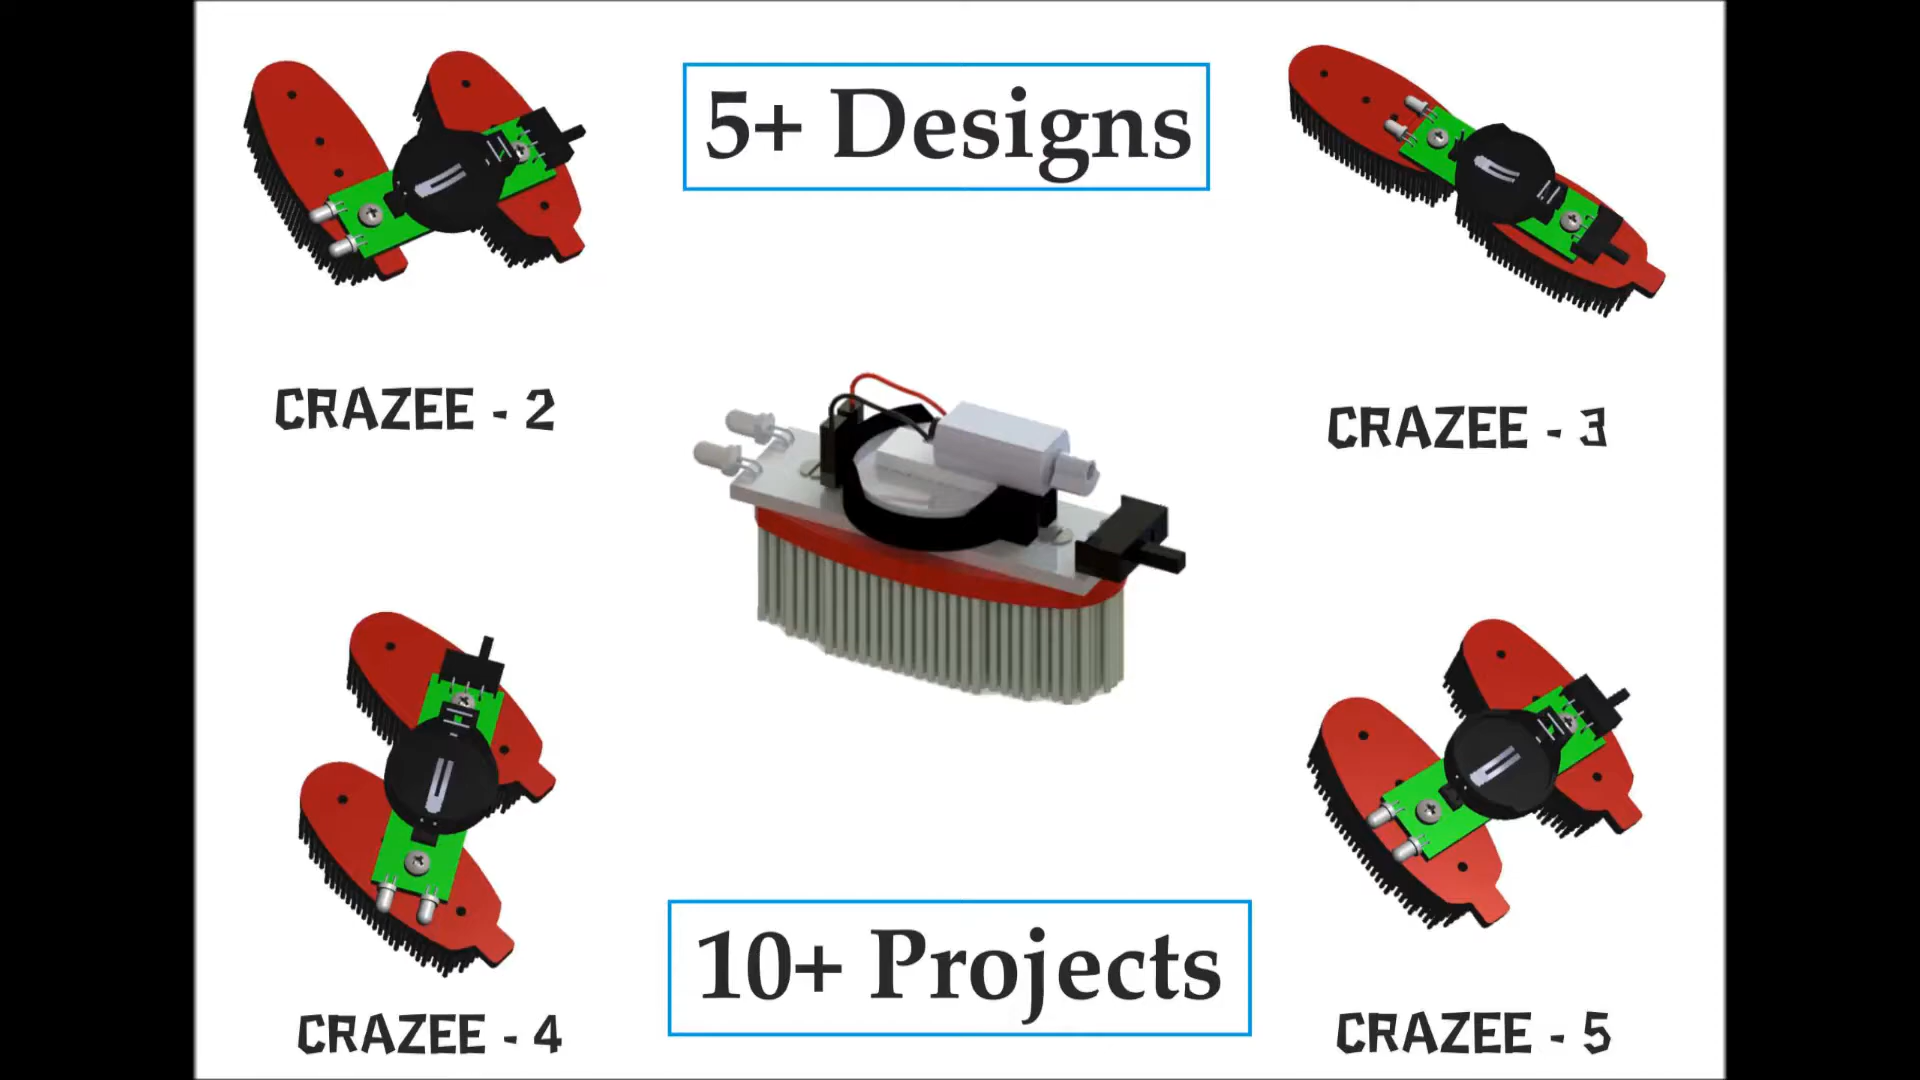 5+ Designs
CRAZEE - 2
CRAZEE - 3
10+ Projects
CRAZEE - 4
CRAZEE - 5